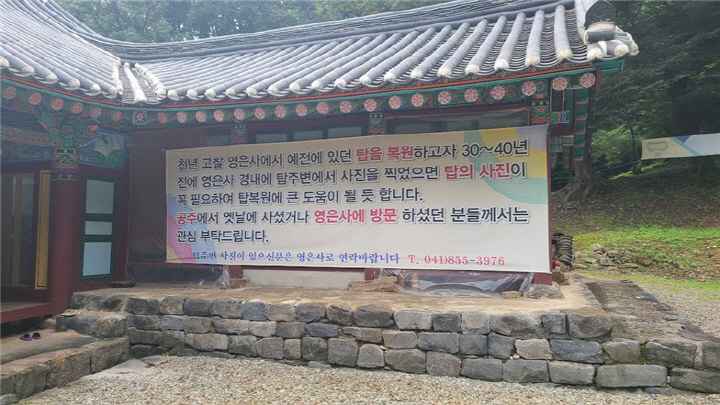 천년 고찰 영은사에서 예전에 있던 탑을 복원하고자 30~40년
전에 영은사 경내에 탑주변에서 사진을 찍었으면 탑의 사진이
꼭 필요하여 탑복원에 큰 도움이 될 듯 합니다.
공주에서 옛날에 사셨거나 영은사에 방문 하셨던 분들께서는
관심 부탁드립니다.
탑주변 사진이 있으신분은 영은사로 연락바랍니다 T. 041)855-3976